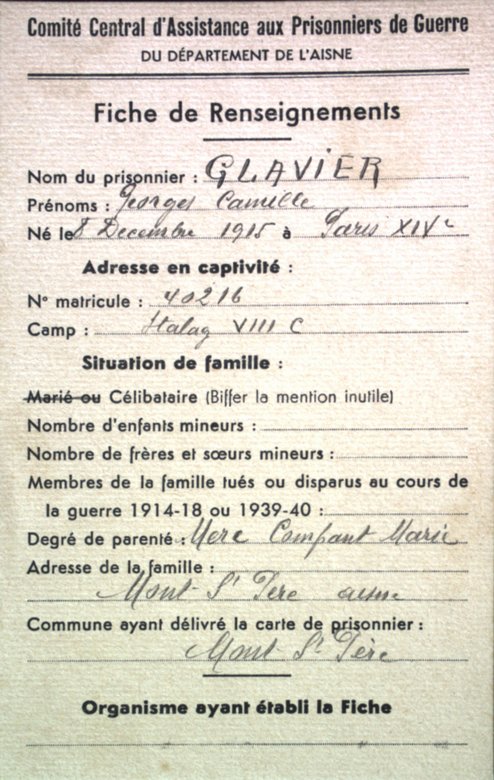 Comité Central d'Assistance aux Prisonniers de Guerre
DU DÉPARTEMENT DE L'AISNE
Fiche de Renseignements
Nom du prisonnier : GLAVIER
Prénoms : Georges Camille
Né le 8 Decembre 1915 à Paris XIVe
Adresse en captivité :
N° matricule : 40216
Camp : Stalag VIII C
Situation de famille :
Marié ou Célibataire (Biffer la mention inutile)
Nombre d'enfants mineurs :
Nombre de frères et sœurs mineurs :
Membres de la famille tués ou disparus au cours de
la guerre 1914-18 ou 1939-40 :
Degré de parenté : Mere Compant Marie
Adresse de la famille :
Mont St Pere aisne
Commune ayant délivré la carte de prisonnier :
Mont St Père
Organisme ayant établi la Fiche